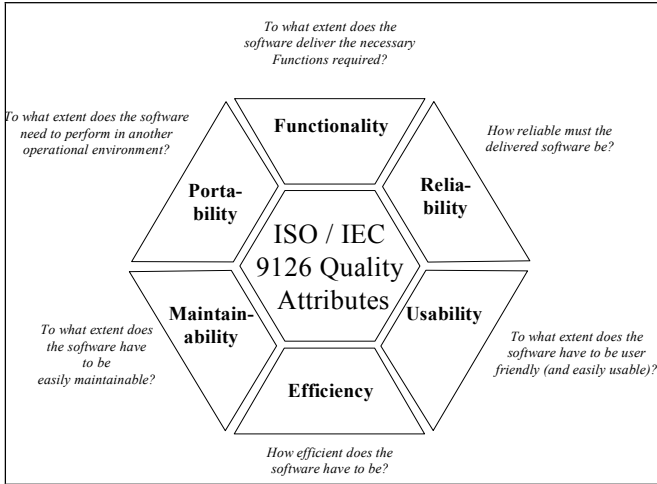 To what extent does the
software deliver the necessary
Functions required?
To what extent does the software
need to perform in another
operational environment?
Functionality
How reliable must the
delivered software be?
Porta-
bility
Relia-
bility
ISO / IEC
9126 Quality
Attributes
Maintain-
ability
Usability
To what extent does
the software have
to be
easily maintainable?
To what extent does the
software have to be user
friendly (and easily usable)?
Efficiency
How efficient does the
software have to be?